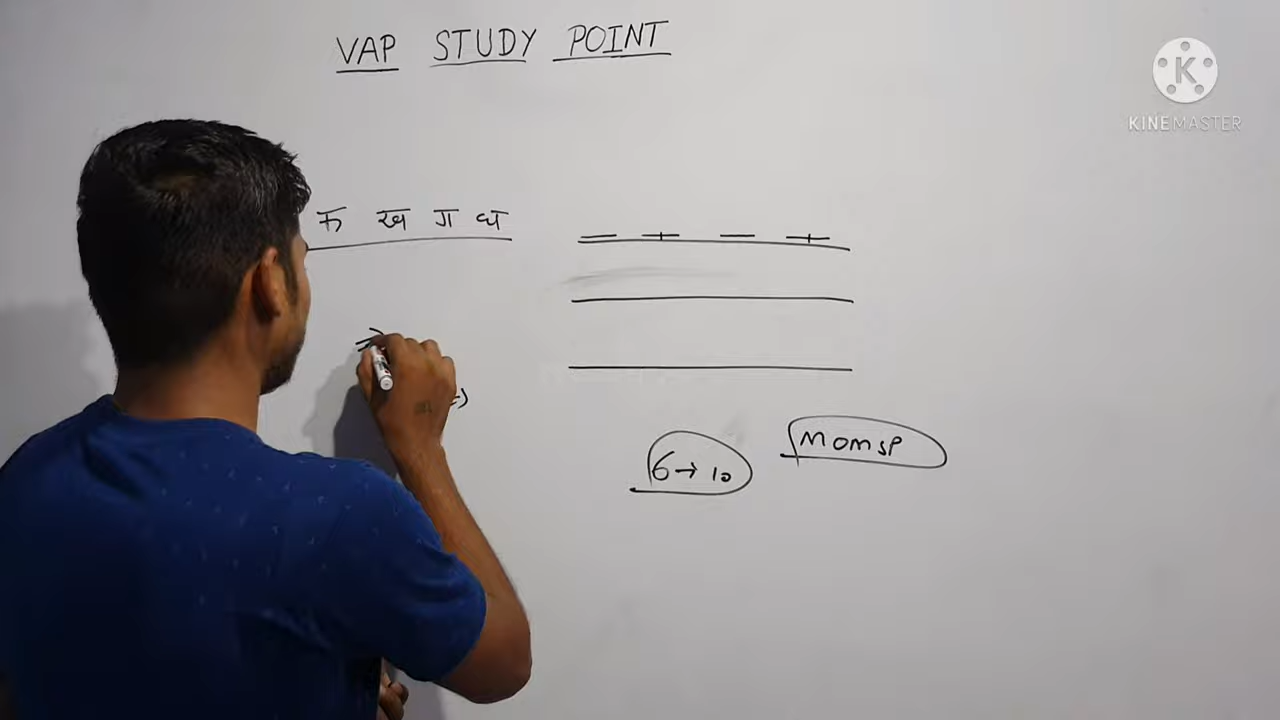 VAP STUDY POINT
K
KINEMASTER
क ख ग घ
MOMSP
6→10